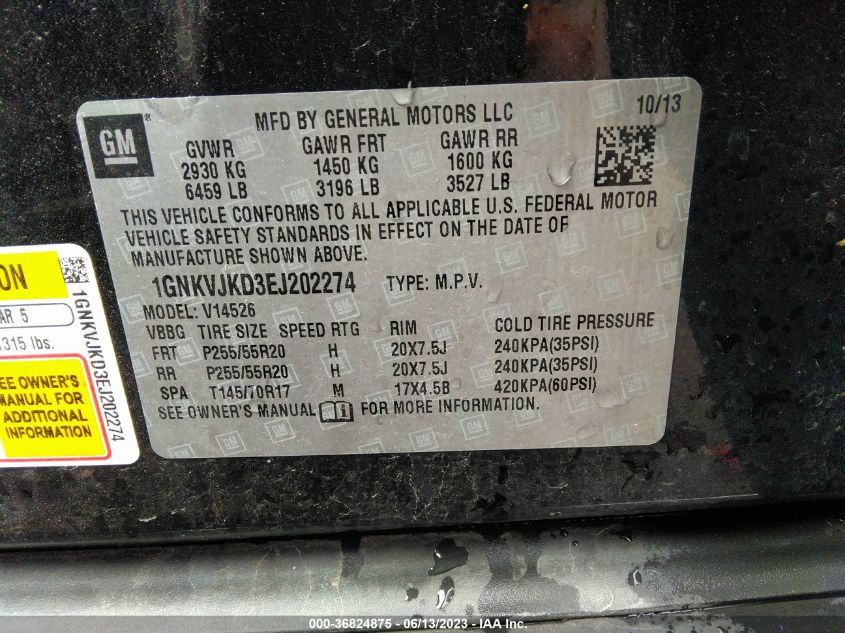 GM
®
MFD BY GENERAL MOTORS LLC
10/13
GVWR GAWR FRT GAWR RR
2930 KG 1450 KG 1600 KG
6459 LB 3196 LB 3527 LB
THIS VEHICLE CONFORMS TO ALL APPLICABLE U.S. FEDERAL MOTOR
VEHICLE SAFETY STANDARDS IN EFFECT ON THE DATE OF
MANUFACTURE SHOWN ABOVE.
1GNKVJKD3EJ202274 TYPE: M.P.V.
MODEL: V14526
VBBG TIRE SIZE SPEED RTG RIM COLD TIRE PRESSURE
FRT P255/55R20 H 20X7.5J 240KPA(35PSI)
RR P255/55R20 H 20X7.5J 240KPA(35PSI)
SPA T145/70R17 M 17X4.5B 420KPA(60PSI)
SEE OWNER'S MANUAL i FOR MORE INFORMATION.
ON
AR 5
315 lbs.
SEE OWNER'S
MANUAL FOR
ADDITIONAL
INFORMATION
1GNKVJKD3EJ202274
000-36824875 - 06/13/2023 - IAA Inc.